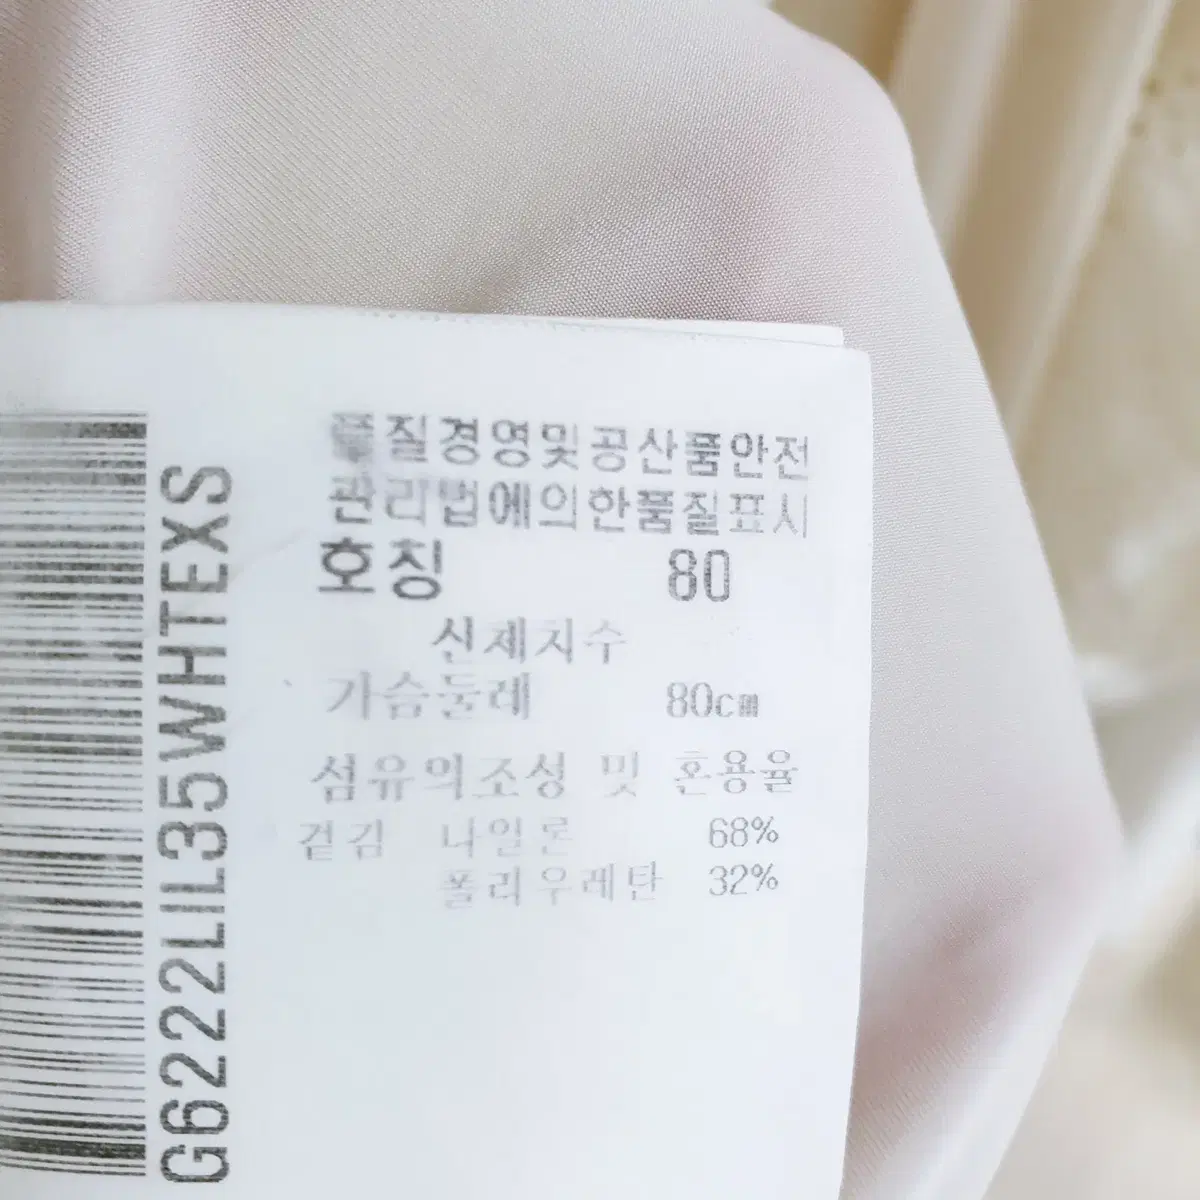 품질경영및공산품안전
관리법에의한품질표시
호칭 80
신체치수
가슴둘레 80cm
섬유의조성 및 혼용율
겉감 나일론 68%
폴리우레탄 32%
G6222LIL35WHTEXS